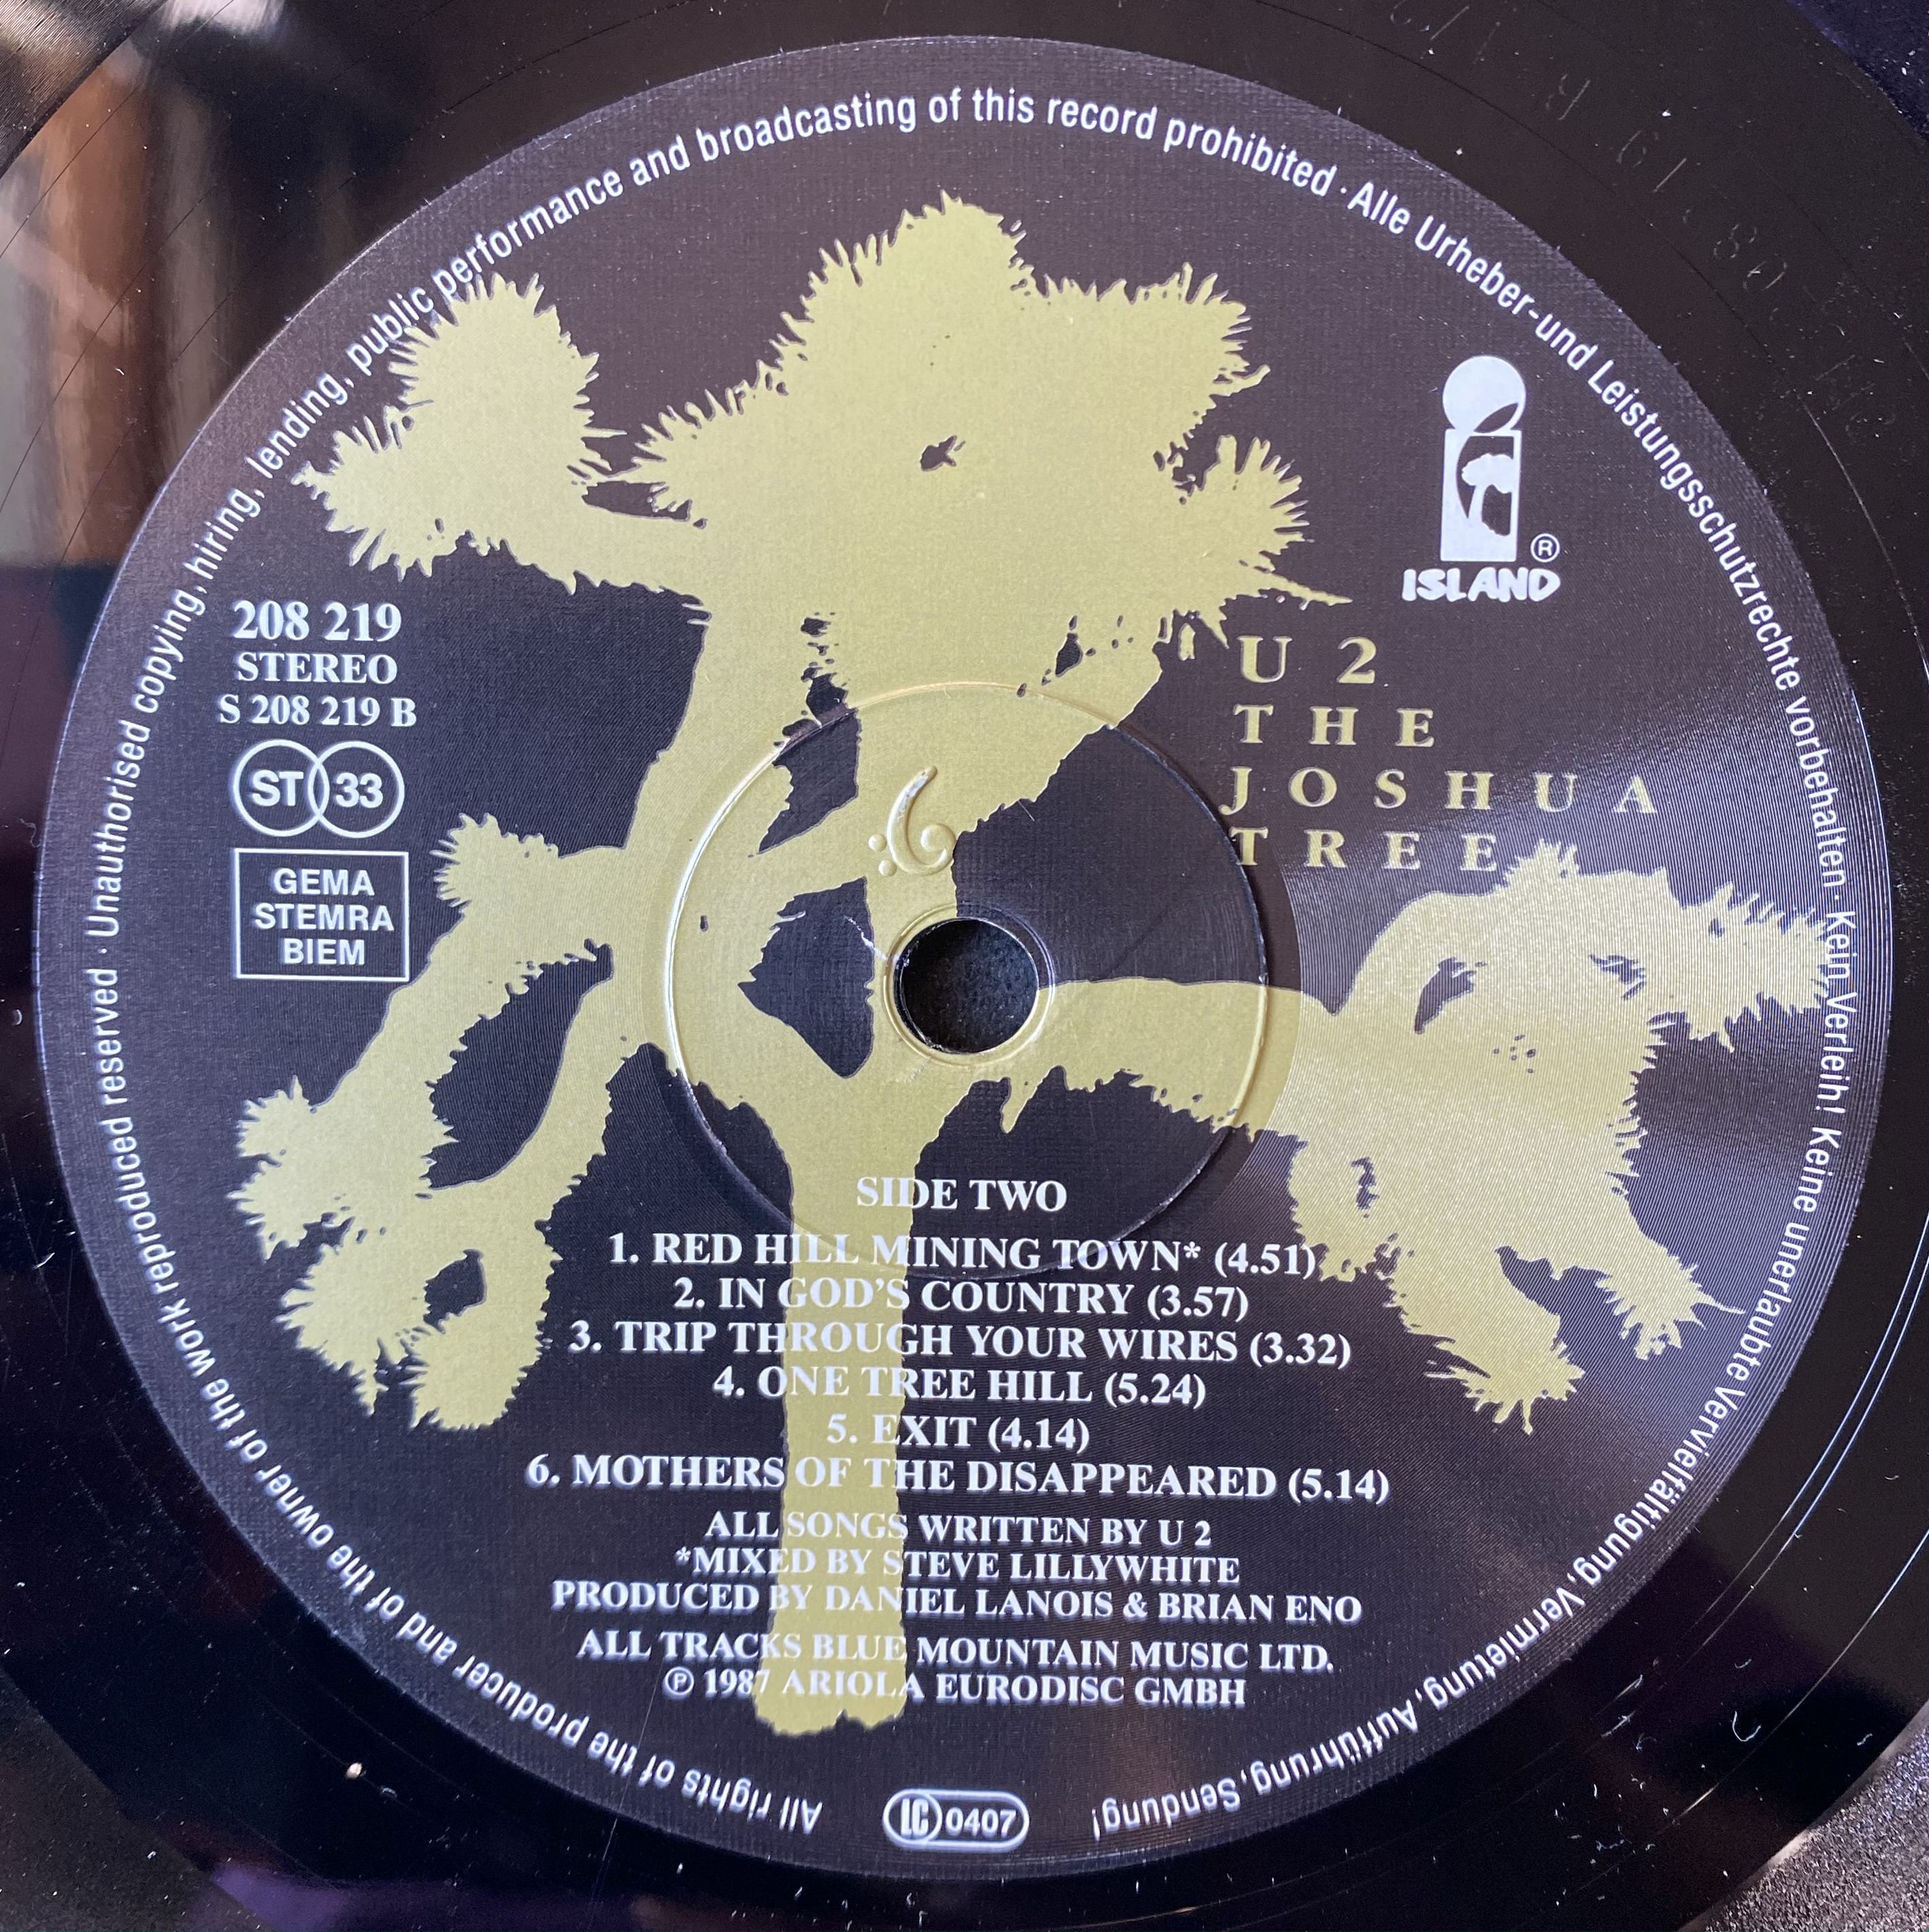 All rights of the producer and of the owner of the work reproduced reserved · Unauthorised copying, hiring, lending, public performance and broadcasting of this record prohibited · Alle Urheber-und Leistungsschutzrechte vorbehalten · Kein Verleih! Keine unerlaubte Vervielfältigung, Vermietung, Aufführung, Sendung!
®
ISLAND
208 219
STEREO
S 208 219 B
ST 33
GEMA
STEMRA
BIEM
U 2
THE
JOSHUA
TREE
SIDE TWO
1. RED HILL MINING TOWN* (4.51)
2. IN GOD'S COUNTRY (3.57)
3. TRIP THROUGH YOUR WIRES (3.32)
4. ONE TREE HILL (5.24)
5. EXIT (4.14)
6. MOTHERS OF THE DISAPPEARED (5.14)
ALL SONGS WRITTEN BY U 2
*MIXED BY STEVE LILLYWHITE
PRODUCED BY DANIEL LANOIS & BRIAN ENO
ALL TRACKS BLUE MOUNTAIN MUSIC LTD.
℗ 1987 ARIOLA EURODISC GMBH
LC 0407